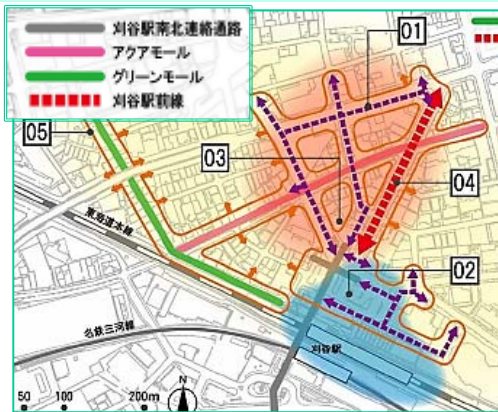 刈谷駅南北連絡通路
アクアモール
グリーンモール
刈谷駅前線
01
05
03
04
02
東海道本線
名鉄三河線
刈谷駅
50 100 200m
N